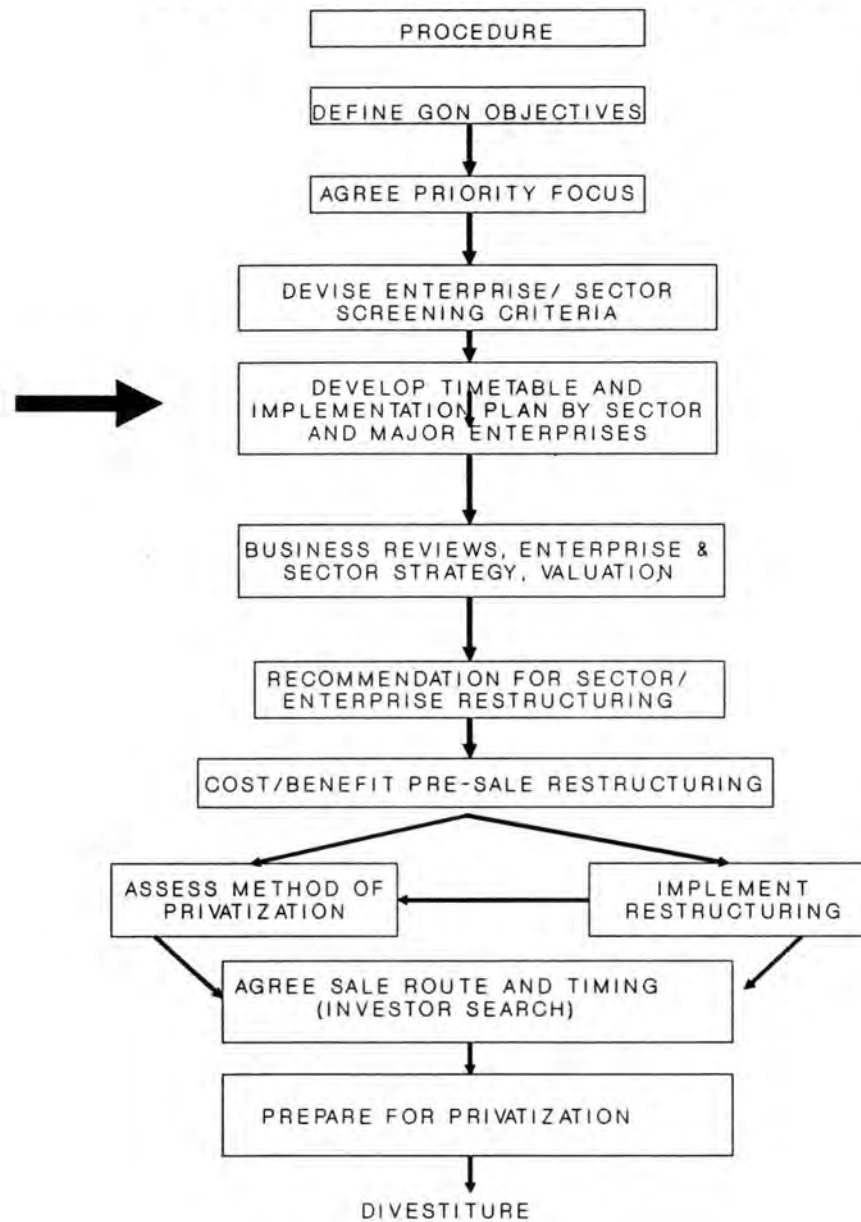 PROCEDURE
DEFINE GON OBJECTIVES
AGREE PRIORITY FOCUS
DEVISE ENTERPRISE/ SECTOR
SCREENING CRITERIA
DEVELOP TIMETABLE AND
IMPLEMENTATION PLAN BY SECTOR
AND MAJOR ENTERPRISES
BUSINESS REVIEWS, ENTERPRISE &
SECTOR STRATEGY, VALUATION
RECOMMENDATION FOR SECTOR/
ENTERPRISE RESTRUCTURING
COST/BENEFIT PRE-SALE RESTRUCTURING
ASSESS METHOD OF
PRIVATIZATION
IMPLEMENT
RESTRUCTURING
AGREE SALE ROUTE AND TIMING
(INVESTOR SEARCH)
PREPARE FOR PRIVATIZATION
DIVESTITURE